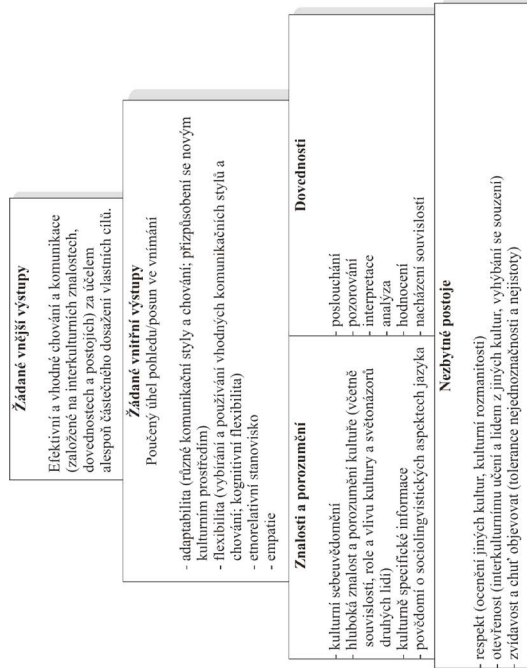 Žádané vnější výstupy
Efektivní a vhodné chování a komunikace
(založené na interkulturních znalostech,
dovednostech a postojích) za účelem
alespoň částečného dosažení vlastních cílů.
Žádané vnitřní výstupy
Poučený úhel pohledu/posun ve vnímání
- adaptabilita (různé komunikační styly a chování; přizpůsobení se novým
kulturním prostředím)
- flexibilita (vybírání a používání vhodných komunikačních stylů a
chování; kognitivní flexibilita)
- etnorelativní stanovisko
- empatie
Znalosti a porozumění
- kulturní sebeuvědomění
- hluboká znalost a porozumění kultuře (včetně
souvislostí, role a vlivu kultury a světonázorů
druhých lidí)
- kulturně specifické informace
- povědomí o sociolingvistických aspektech jazyka
Dovednosti
- poslouchání
- pozorování
- interpretace
- analýza
- hodnocení
- nacházení souvislostí
Nezbytné postoje
- respekt (ocenění jiných kultur, kulturní rozmanitosti)
- otevřenost (interkulturnímu učení a lidem z jiných kultur, vyhýbání se souzení)
- zvídavost a chuť objevovat (tolerance nejednoznačnosti a nejistoty)